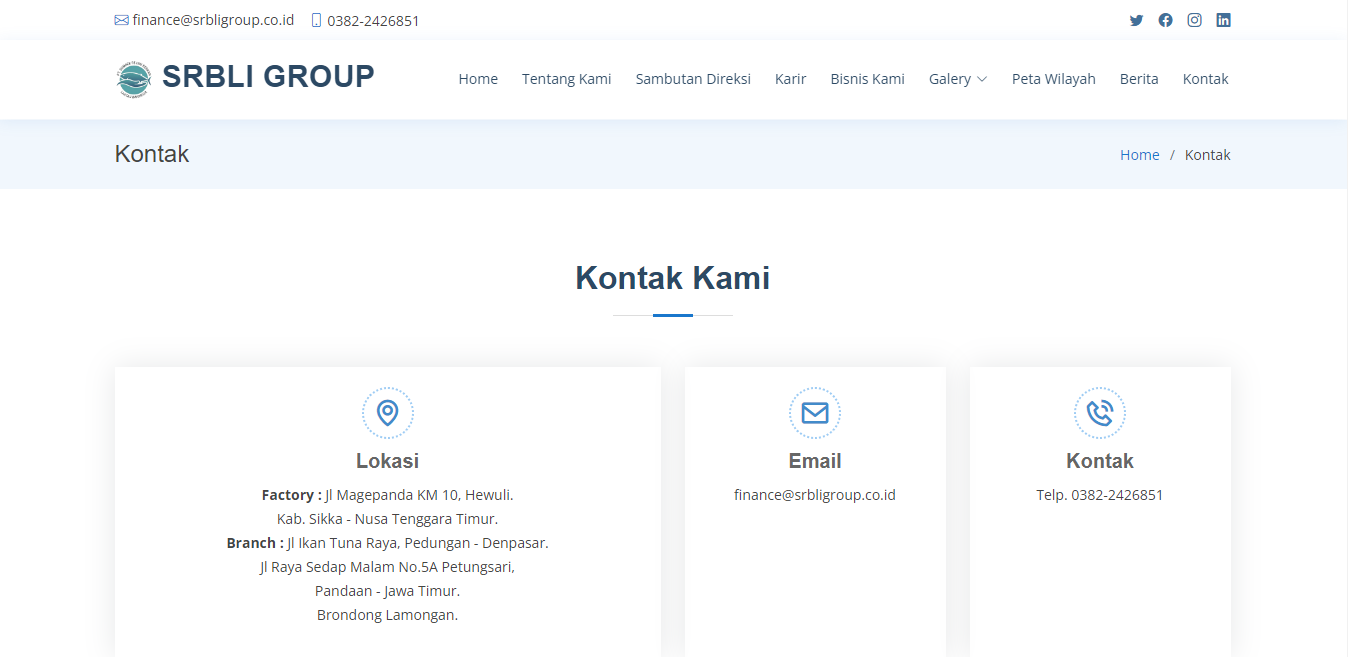 finance@srbligroup.co.id 0382-2426851
SRBLI GROUP
Home Tentang Kami Sambutan Direksi Karir Bisnis Kami Galery Peta Wilayah Berita Kontak
Kontak
Home / Kontak
Kontak Kami
Lokasi
Factory : Jl Magepanda KM 10, Hewuli.
Kab. Sikka - Nusa Tenggara Timur.
Branch : Jl Ikan Tuna Raya, Pedungan - Denpasar.
Jl Raya Sedap Malam No.5A Petungsari,
Pandaan - Jawa Timur.
Brondong Lamongan.
Email
finance@srbligroup.co.id
Kontak
Telp. 0382-2426851